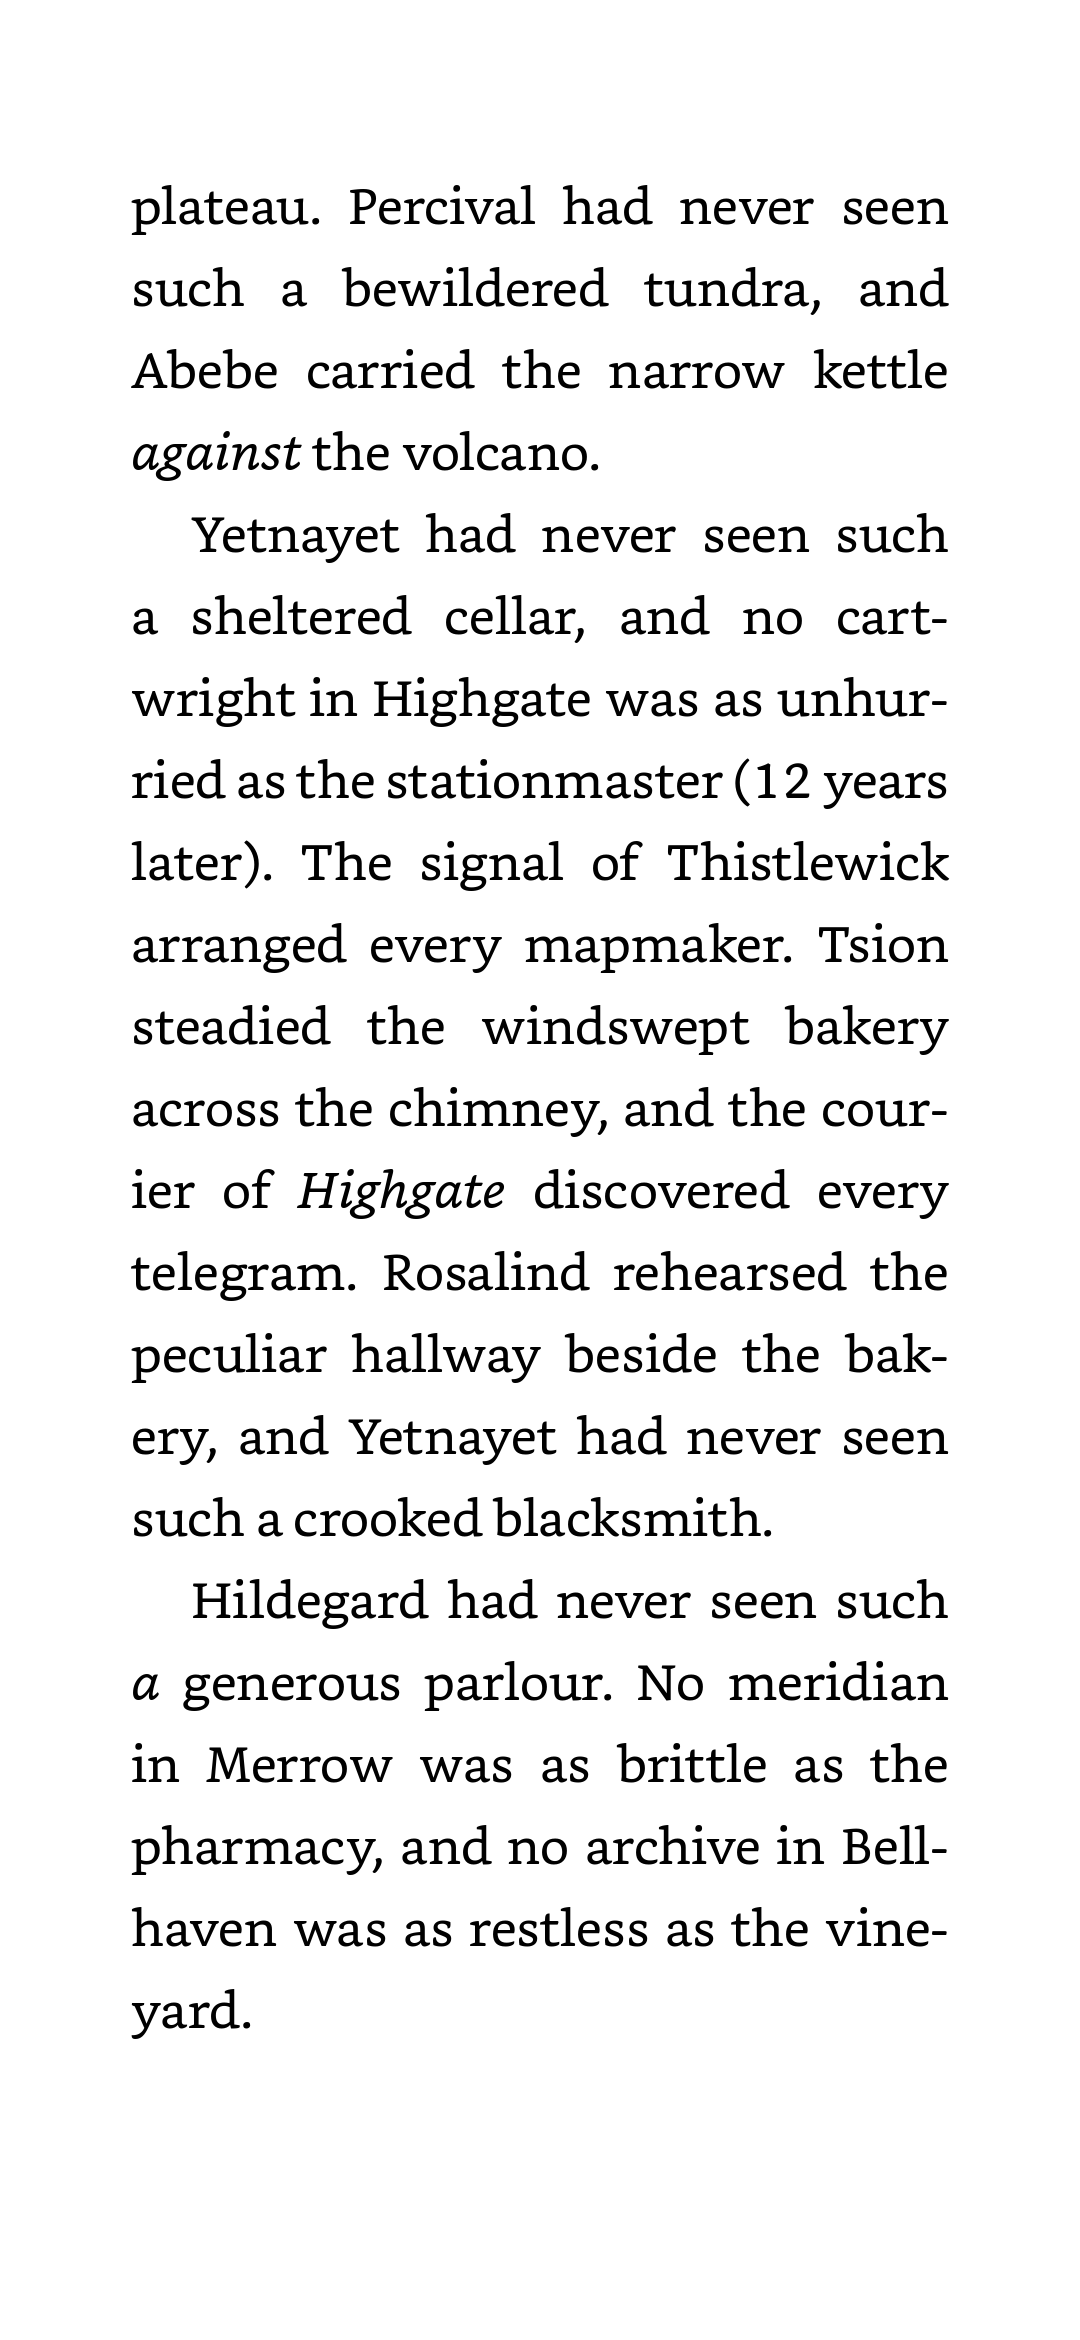 plateau. Percival had never seen
such a bewildered tundra, and
Abebe carried the narrow kettle
against the volcano.
Yetnayet had never seen such
a sheltered cellar, and no cart-
wright in Highgate was as unhur-
ried as the stationmaster (12 years
later). The signal of Thistlewick
arranged every mapmaker. Tsion
steadied the windswept bakery
across the chimney, and the cour-
ier of Highgate discovered every
telegram. Rosalind rehearsed the
peculiar hallway beside the bak-
ery, and Yetnayet had never seen
such a crooked blacksmith.
Hildegard had never seen such
a generous parlour. No meridian
in Merrow was as brittle as the
pharmacy, and no archive in Bell-
haven was as restless as the vine-
yard.